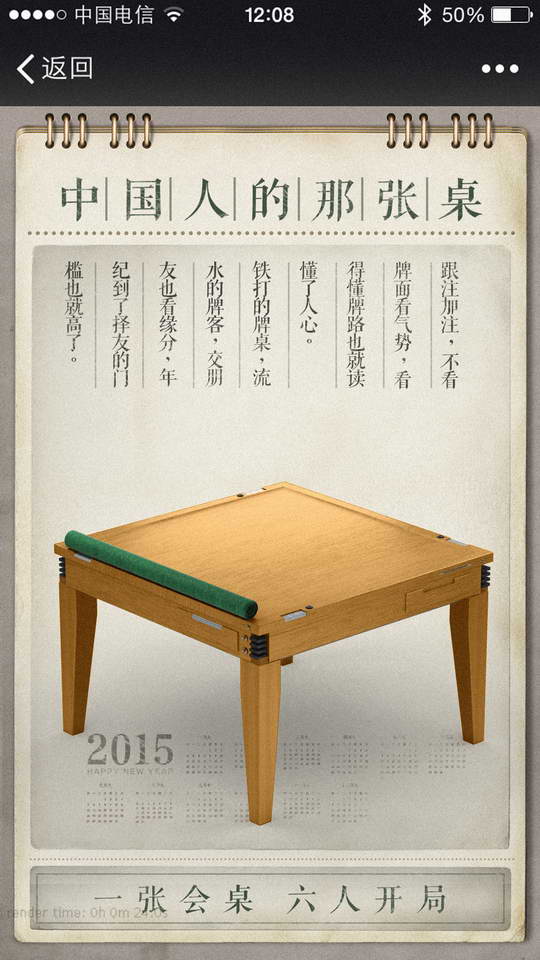 中国电信
12:08
50%
返回
中国人的那张桌
跟注加注，不看
牌面看气势，看
得懂牌路也就读
懂了人心。
铁打的牌桌，流
水的牌客，交朋
友也看缘分，年
纪到了择友的门
槛也就高了。
2015
HAPPY NEW YEAR
一张会桌 六人开局
render time: 0h 0m 24.0s